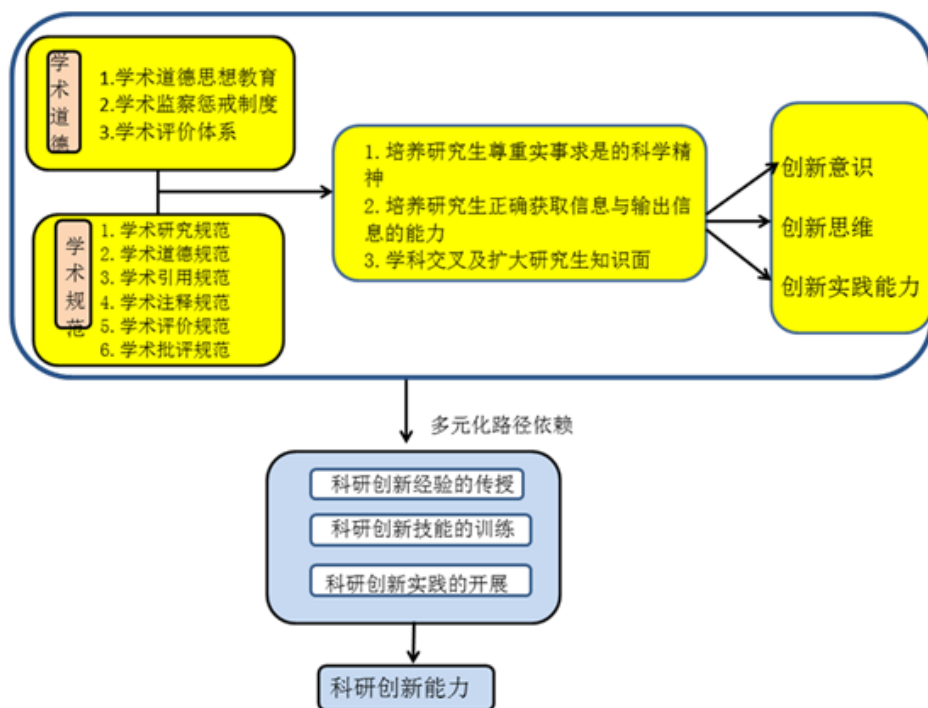 学术道德
1.学术道德思想教育
2.学术监察惩戒制度
3.学术评价体系
学术规范
1. 学术研究规范
2. 学术道德规范
3. 学术引用规范
4. 学术注释规范
5. 学术评价规范
6. 学术批评规范
1. 培养研究生尊重实事求是的科学精
神
2. 培养研究生正确获取信息与输出信
息的能力
3. 学科交叉及扩大研究生知识面
创新意识
创新思维
创新实践能力
多元化路径依赖
科研创新经验的传授
科研创新技能的训练
科研创新实践的开展
科研创新能力